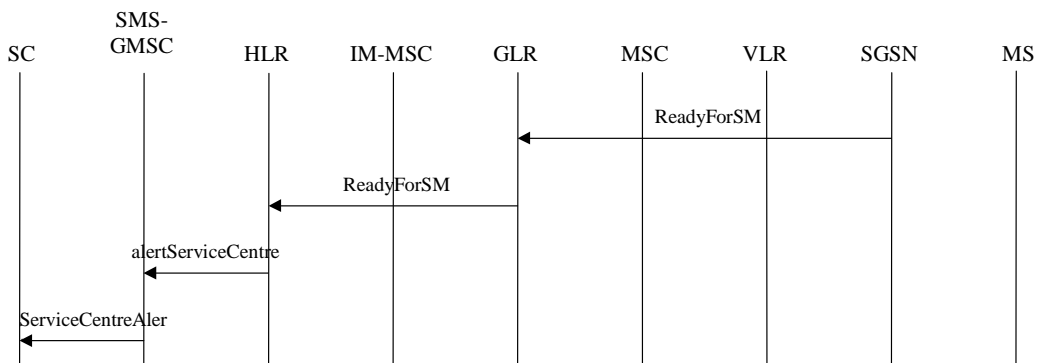 SC
SMS-
GMSC
HLR
IM-MSC
GLR
MSC
VLR
SGSN
MS
ReadyForSM
ReadyForSM
alertServiceCentre
ServiceCentreAler